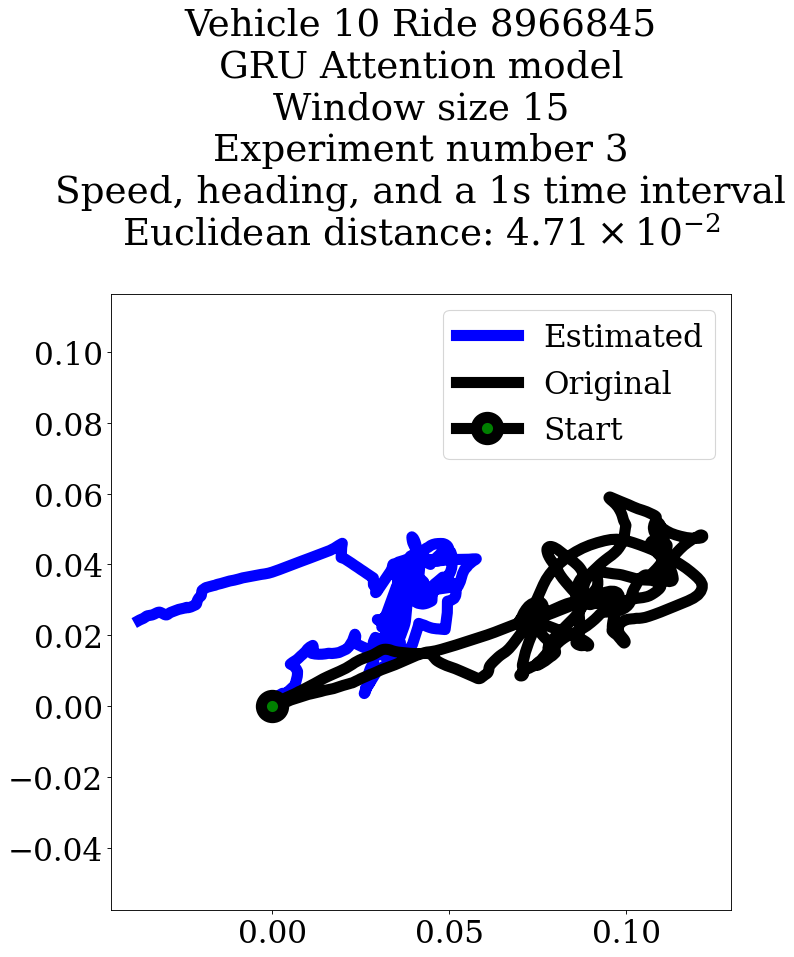 Vehicle 10 Ride 8966845
GRU Attention model
Window size 15
Experiment number 3
Speed, heading, and a 1s time interval
Euclidean distance: 4.71 × 10⁻²
Estimated
Original
Start
0.10
0.08
0.06
0.04
0.02
0.00
−0.02
−0.04
0.00 0.05 0.10